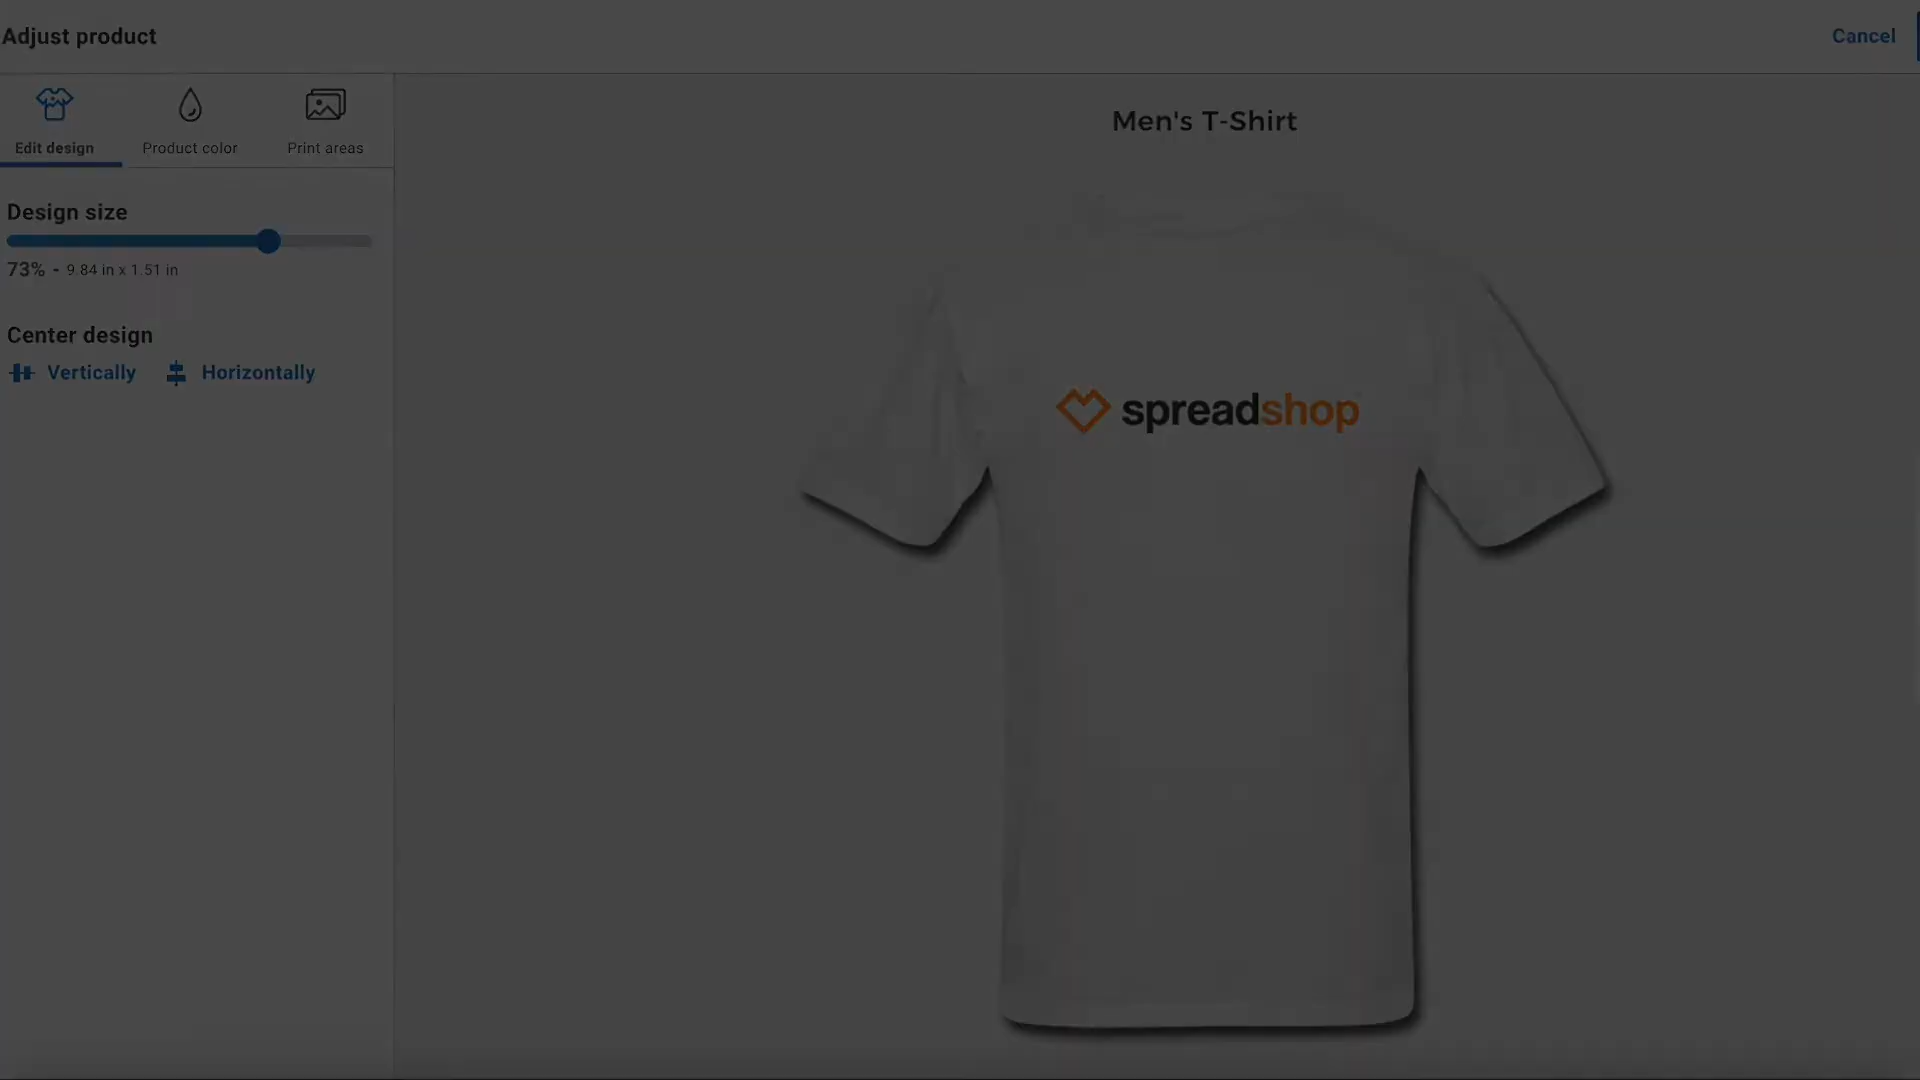 Adjust product
Cancel
Edit design
Product color
Print areas
Men's T-Shirt
Design size
73% - 9.84 in x 1.51 in
Center design
Vertically
Horizontally
spreadshop